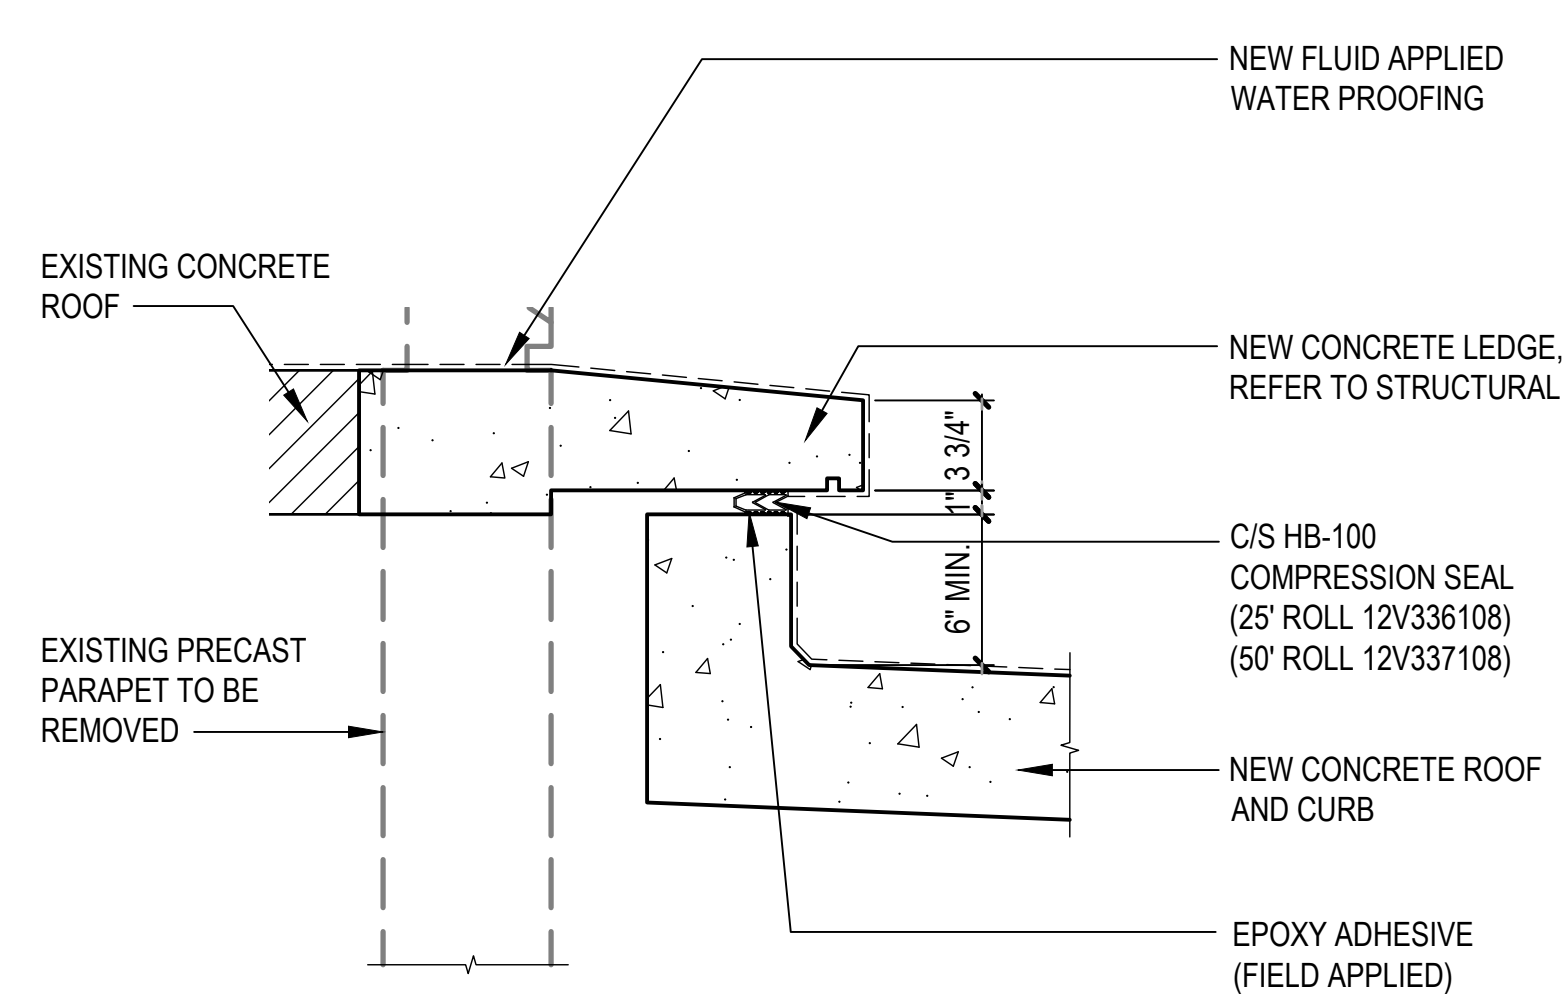 NEW FLUID APPLIED
WATER PROOFING
EXISTING CONCRETE
ROOF
NEW CONCRETE LEDGE,
REFER TO STRUCTURAL
3 3/4"
1"
6" MIN.
C/S HB-100
COMPRESSION SEAL
(25' ROLL 12V336108)
(50' ROLL 12V337108)
EXISTING PRECAST
PARAPET TO BE
REMOVED
NEW CONCRETE ROOF
AND CURB
EPOXY ADHESIVE
(FIELD APPLIED)